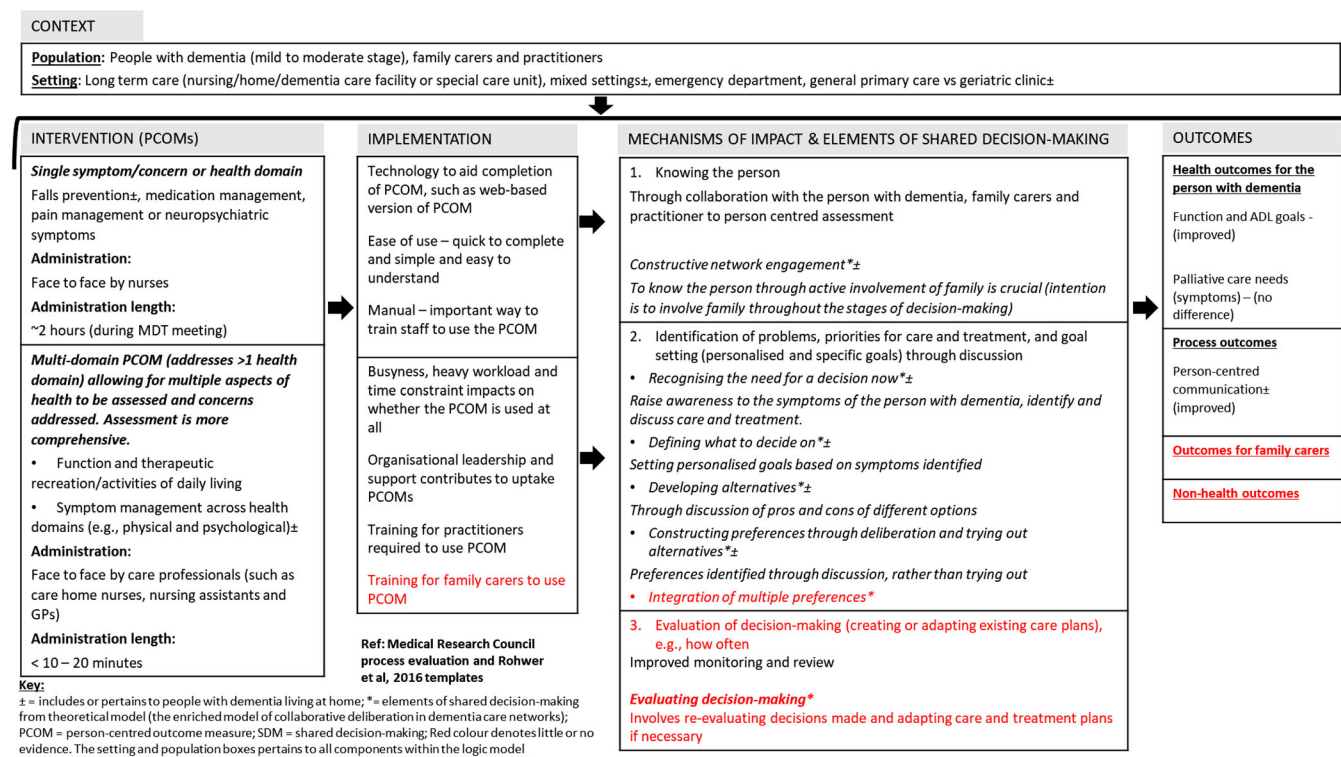 CONTEXT
Population: People with dementia (mild to moderate stage), family carers and practitioners
Setting: Long term care (nursing/home/dementia care facility or special care unit), mixed settings±, emergency department, general primary care vs geriatric clinic±
INTERVENTION (PCOMs)
Single symptom/concern or health domain
Falls prevention±, medication management,
pain management or neuropsychiatric
symptoms
Administration:
Face to face by nurses
Administration length:
~2 hours (during MDT meeting)
Multi-domain PCOM (addresses >1 health
domain) allowing for multiple aspects of
health to be assessed and concerns
addressed. Assessment is more
comprehensive.
• Function and therapeutic
recreation/activities of daily living
• Symptom management across health
domains (e.g., physical and psychological)±
Administration:
Face to face by care professionals (such as
care home nurses, nursing assistants and
GPs)
Administration length:
< 10 – 20 minutes
IMPLEMENTATION
Technology to aid completion
of PCOM, such as web-based
version of PCOM
Ease of use – quick to complete
and simple and easy to
understand
Manual – important way to
train staff to use the PCOM
Busyness, heavy workload and
time constraint impacts on
whether the PCOM is used at
all
Organisational leadership and
support contributes to uptake
PCOMs
Training for practitioners
required to use PCOM
Training for family carers to use
PCOM
Ref: Medical Research Council
process evaluation and Rohwer
et al, 2016 templates
MECHANISMS OF IMPACT & ELEMENTS OF SHARED DECISION-MAKING
1. Knowing the person
Through collaboration with the person with dementia, family carers and
practitioner to person centred assessment
Constructive network engagement*±
To know the person through active involvement of family is crucial (intention
is to involve family throughout the stages of decision-making)
2. Identification of problems, priorities for care and treatment, and goal
setting (personalised and specific goals) through discussion
• Recognising the need for a decision now*±
Raise awareness to the symptoms of the person with dementia, identify and
discuss care and treatment.
• Defining what to decide on*±
Setting personalised goals based on symptoms identified
• Developing alternatives*±
Through discussion of pros and cons of different options
• Constructing preferences through deliberation and trying out
alternatives*±
Preferences identified through discussion, rather than trying out
• Integration of multiple preferences*
3. Evaluation of decision-making (creating or adapting existing care plans),
e.g., how often
Improved monitoring and review
Evaluating decision-making*
Involves re-evaluating decisions made and adapting care and treatment plans
if necessary
OUTCOMES
Health outcomes for the
person with dementia
Function and ADL goals -
(improved)
Palliative care needs
(symptoms) – (no
difference)
Process outcomes
Person-centred
communication±
(improved)
Outcomes for family carers
Non-health outcomes
Key:
± = includes or pertains to people with dementia living at home; *= elements of shared decision-making
from theoretical model (the enriched model of collaborative deliberation in dementia care networks);
PCOM = person-centred outcome measure; SDM = shared decision-making; Red colour denotes little or no
evidence. The setting and population boxes pertains to all components within the logic model